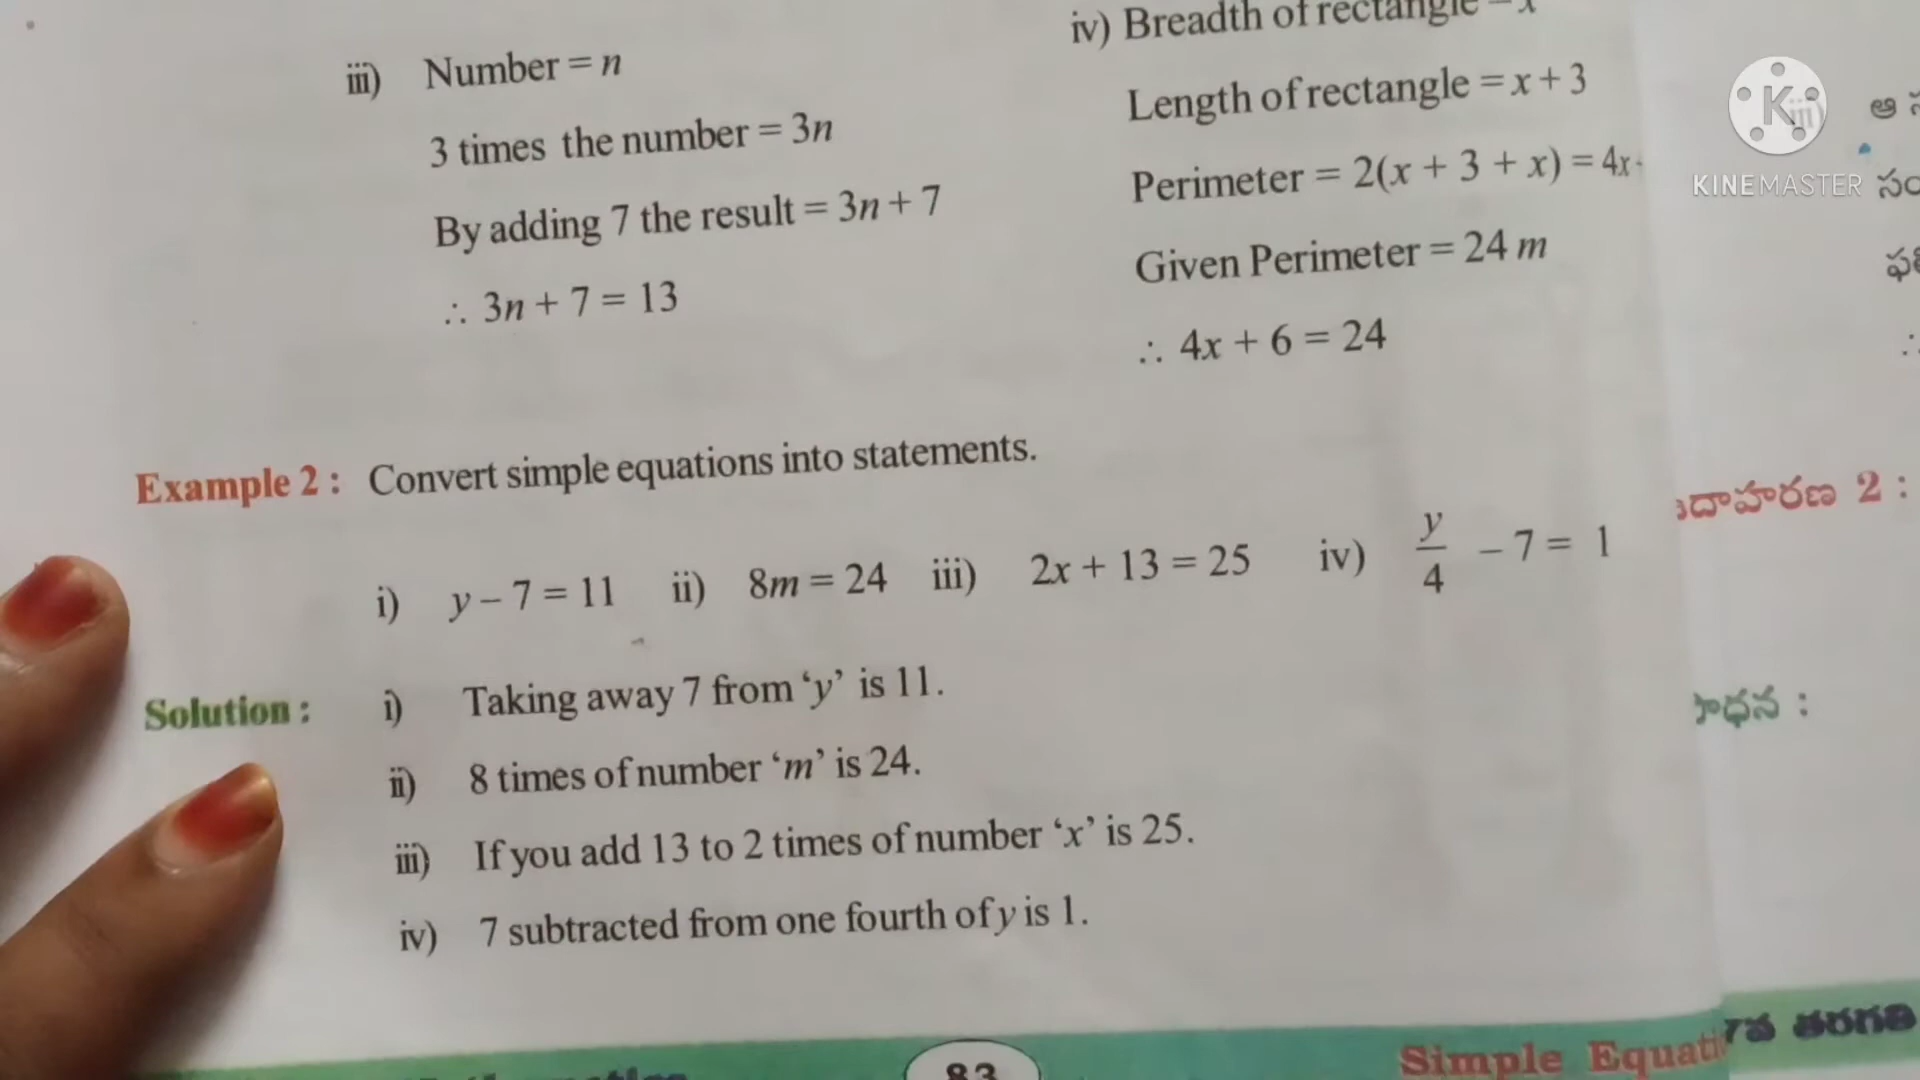 iii) Number = n
3 times the number = 3n
By adding 7 the result = 3n + 7
∴ 3n + 7 = 13
iv) Breadth of rectangle = x
Length of rectangle = x + 3
Perimeter = 2(x + 3 + x) = 4x
Given Perimeter = 24 m
∴ 4x + 6 = 24
Example 2 : Convert simple equations into statements.
i) y – 7 = 11 ii) 8m = 24 iii) 2x + 13 = 25 iv) y/4 – 7 = 1
Solution : i) Taking away 7 from ‘y’ is 11.
ii) 8 times of number ‘m’ is 24.
iii) If you add 13 to 2 times of number ‘x’ is 25.
iv) 7 subtracted from one fourth of y is 1.
83
Simple Equati
KINEMASTER
ఆ
2 :
తరగతి